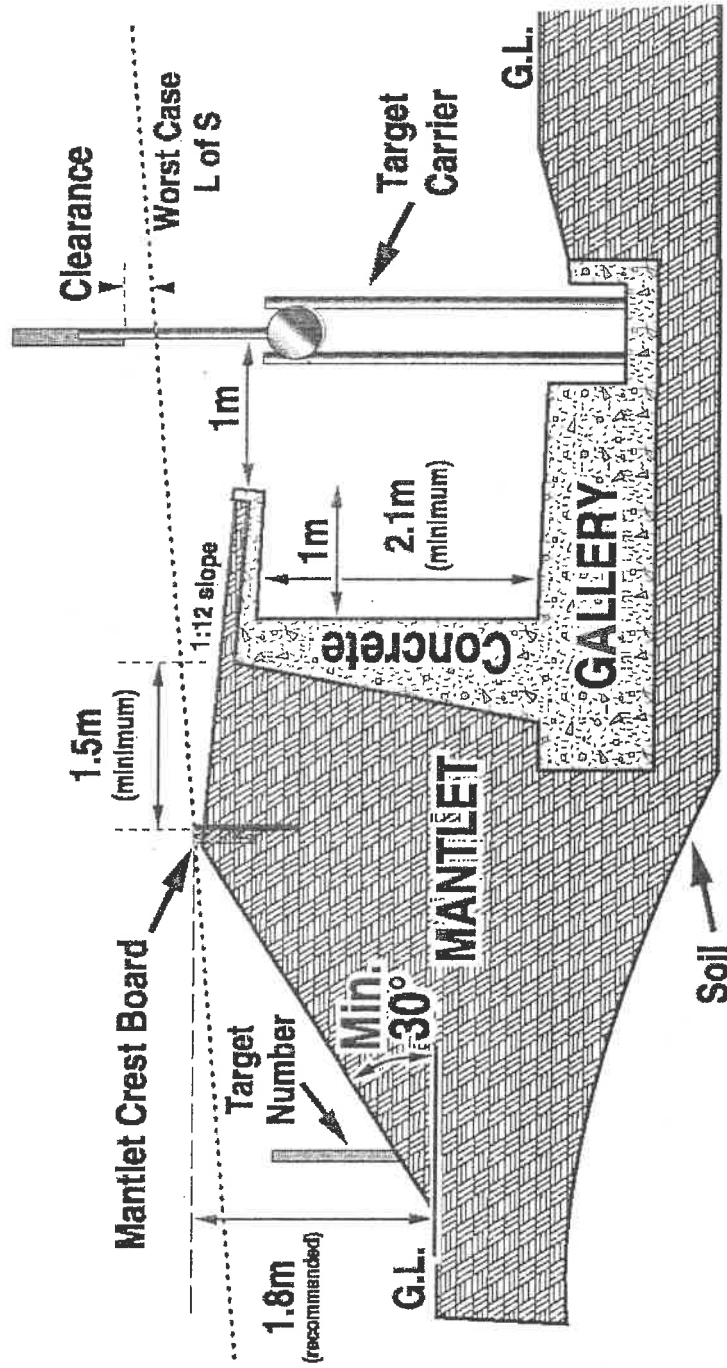 Clearance
Worst Case
L of S
Mantlet Crest Board
1.5m
(minimum)
1:12 slope
1m
1m
2.1m
(minimum)
Target
Carrier
Target
Number
1.8m
(recommended)
Min.
30°
Concrete
MANTLET
GALLERY
G.L.
G.L.
Soil